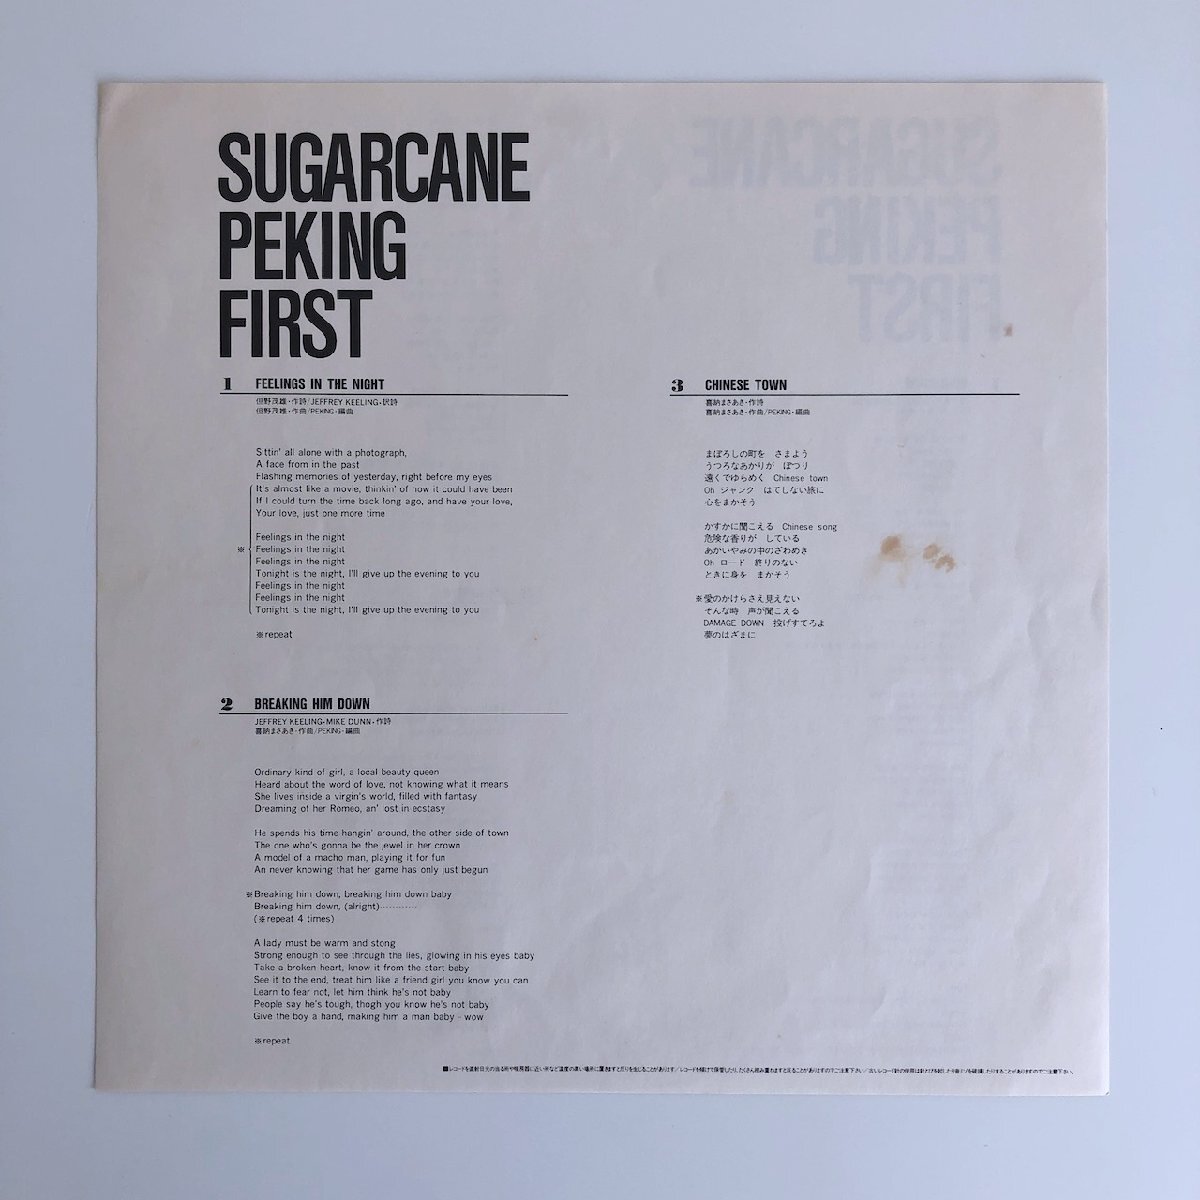 SUGARCANE
PEKING
FIRST
1 FEELINGS IN THE NIGHT
但野茂雄・作詩/JEFFREY KEELING・訳詩
但野茂雄・作曲/PEKING・編曲
Sittin' all alone with a photograph,
A face from in the past
Flashing memories of yesterday, right before my eyes
It's almost like a movie, thinkin' of how it could have been
If I could turn the time back long ago, and have your love,
Your love, just one more time
Feelings in the night
※ Feelings in the night
Feelings in the night
Tonight is the night, I'll give up the evening to you
Feelings in the night
Feelings in the night
Tonight is the night, I'll give up the evening to you
※repeat
2 BREAKING HIM DOWN
JEFFREY KEELING・MIKE DUNN・作詩
喜納まさあき・作曲/PEKING・編曲
Ordinary kind of girl, a local beauty queen
Heard about the word of love, not knowing what it means
She lives inside a virgin's world, filled with fantasy
Dreaming of her Romeo, an' lost in ecstasy
He spends his time hangin' around, the other side of town
The one who's gonna be the jewel in her crown
A model of a macho man, playing it for fun
An never knowing that her game has only just begun
※Breaking him down, breaking him down baby
Breaking him down, (alright)…………
(※repeat 4 times)
A lady must be warm and stong
Strong enough to see through the lies, glowing in his eyes baby
Take a broken heart, know it from the start baby
See it to the end, treat him like a friend girl you know you can
Learn to fear not, let him think he's not baby
People say he's tough, thogh you know he's not baby
Give the boy a hand, making him a man baby - wow
※repeat
3 CHINESE TOWN
喜納まさあき・作詩
喜納まさあき・作曲/PEKING・編曲
まぼろしの町を さまよう
うつろなあかりが ぽつり
遠くでゆらめく Chinese town
Oh ジャンク はてしない旅に
心をまかそう
かすかに聞こえる Chinese song
危険な香りが している
あかいやみの中のざわめき
Oh ロード 終りのない
ときに身を まかそう
※愛のかけらさえ見えない
そんな時 声が聞こえる
DAMAGE DOWN 投げすてろよ
夢のはざまに